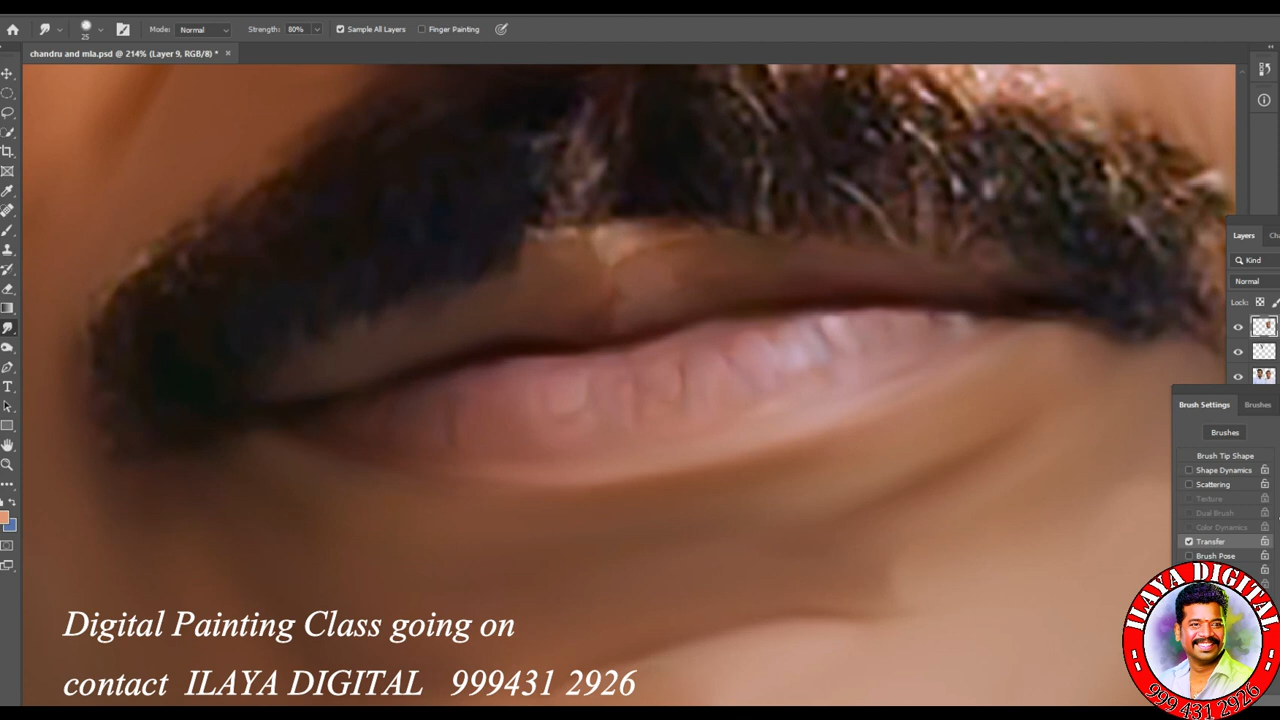 25
Mode: Normal
Strength: 80%
Sample All Layers
Finger Painting
chandru and mla.psd @ 214% (Layer 9, RGB/8) *
Layers
Kind
Normal
Lock:
Brush Settings
Brushes
Brushes
Brush Tip Shape
Shape Dynamics
Scattering
Texture
Dual Brush
Color Dynamics
Transfer
Brush Pose
Digital Painting Class going on
contact ILAYA DIGITAL 999431 2926
ILAYA DIGITAL
999 431 2926